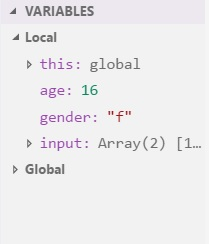 VARIABLES
Local
this: global
age: 16
gender: "f"
input: Array(2) [1…
Global